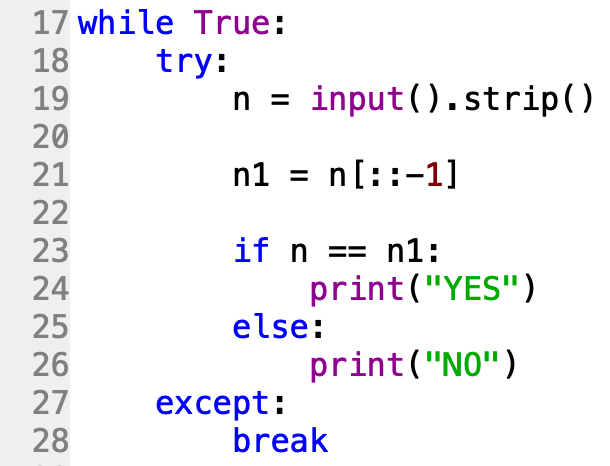 17 while True:
18     try:
19         n = input().strip()
20
21         n1 = n[::-1]
22
23         if n == n1:
24             print("YES")
25         else:
26             print("NO")
27     except:
28         break